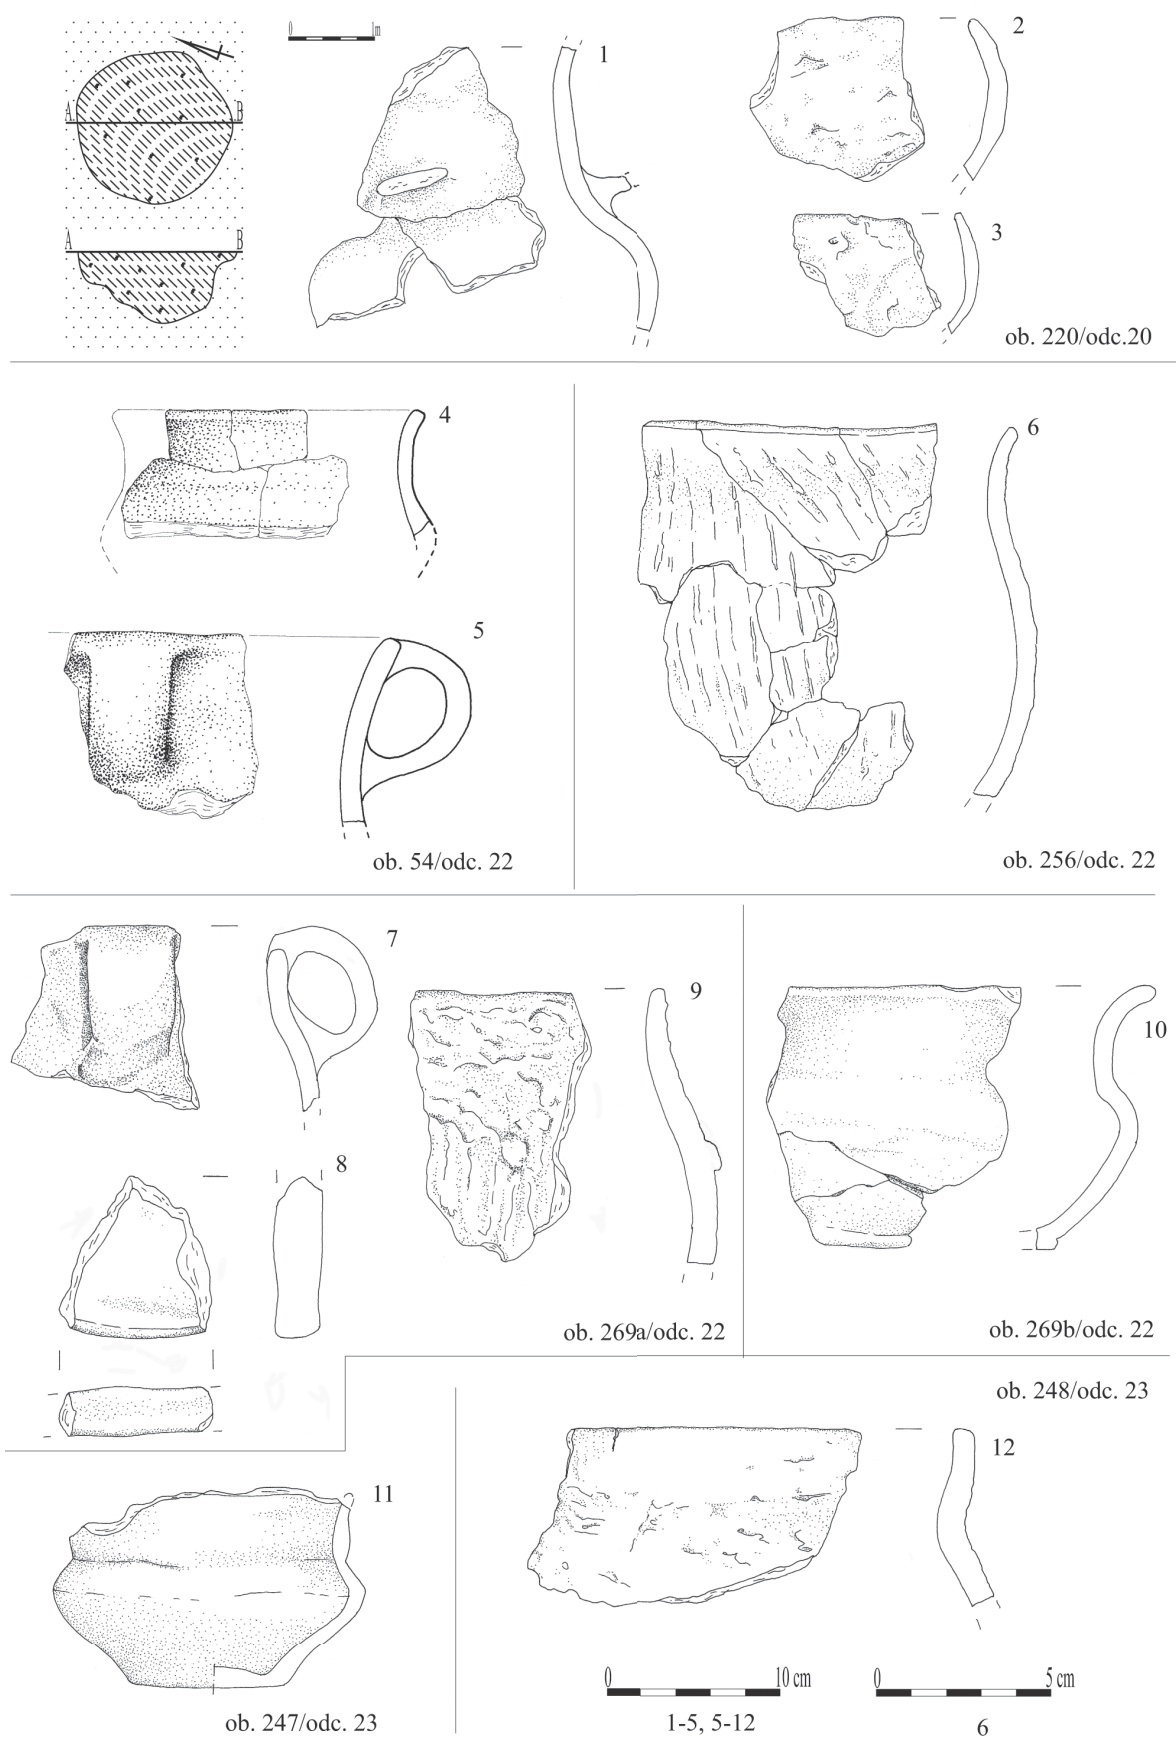 0 m
A B
A B
1
2
3
ob. 220/odc.20
4
5
ob. 54/odc. 22
6
ob. 256/odc. 22
7
8
9
ob. 269a/odc. 22
10
ob. 269b/odc. 22
11
ob. 247/odc. 23
ob. 248/odc. 23
12
0 10 cm
1-5, 5-12
0 5 cm
6